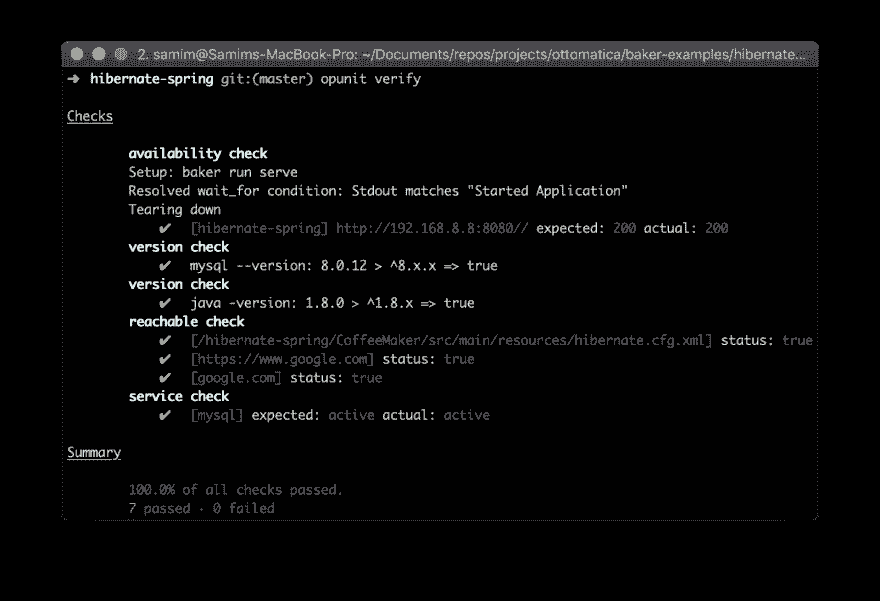 2. samim@Samims-MacBook-Pro: ~/Documents/repos/projects/ottomatica/baker-examples/hibernate...
➜ hibernate-spring git:(master) opunit verify
Checks
availability check
Setup: baker run serve
Resolved wait_for condition: Stdout matches "Started Application"
Tearing down
✔ [hibernate-spring] http://192.168.8.8:8080// expected: 200 actual: 200
version check
✔ mysql --version: 8.0.12 > ^8.x.x => true
version check
✔ java -version: 1.8.0 > ^1.8.x => true
reachable check
✔ [/hibernate-spring/CoffeeMaker/src/main/resources/hibernate.cfg.xml] status: true
✔ [https://www.google.com] status: true
✔ [google.com] status: true
service check
✔ [mysql] expected: active actual: active
Summary
100.0% of all checks passed.
7 passed · 0 failed